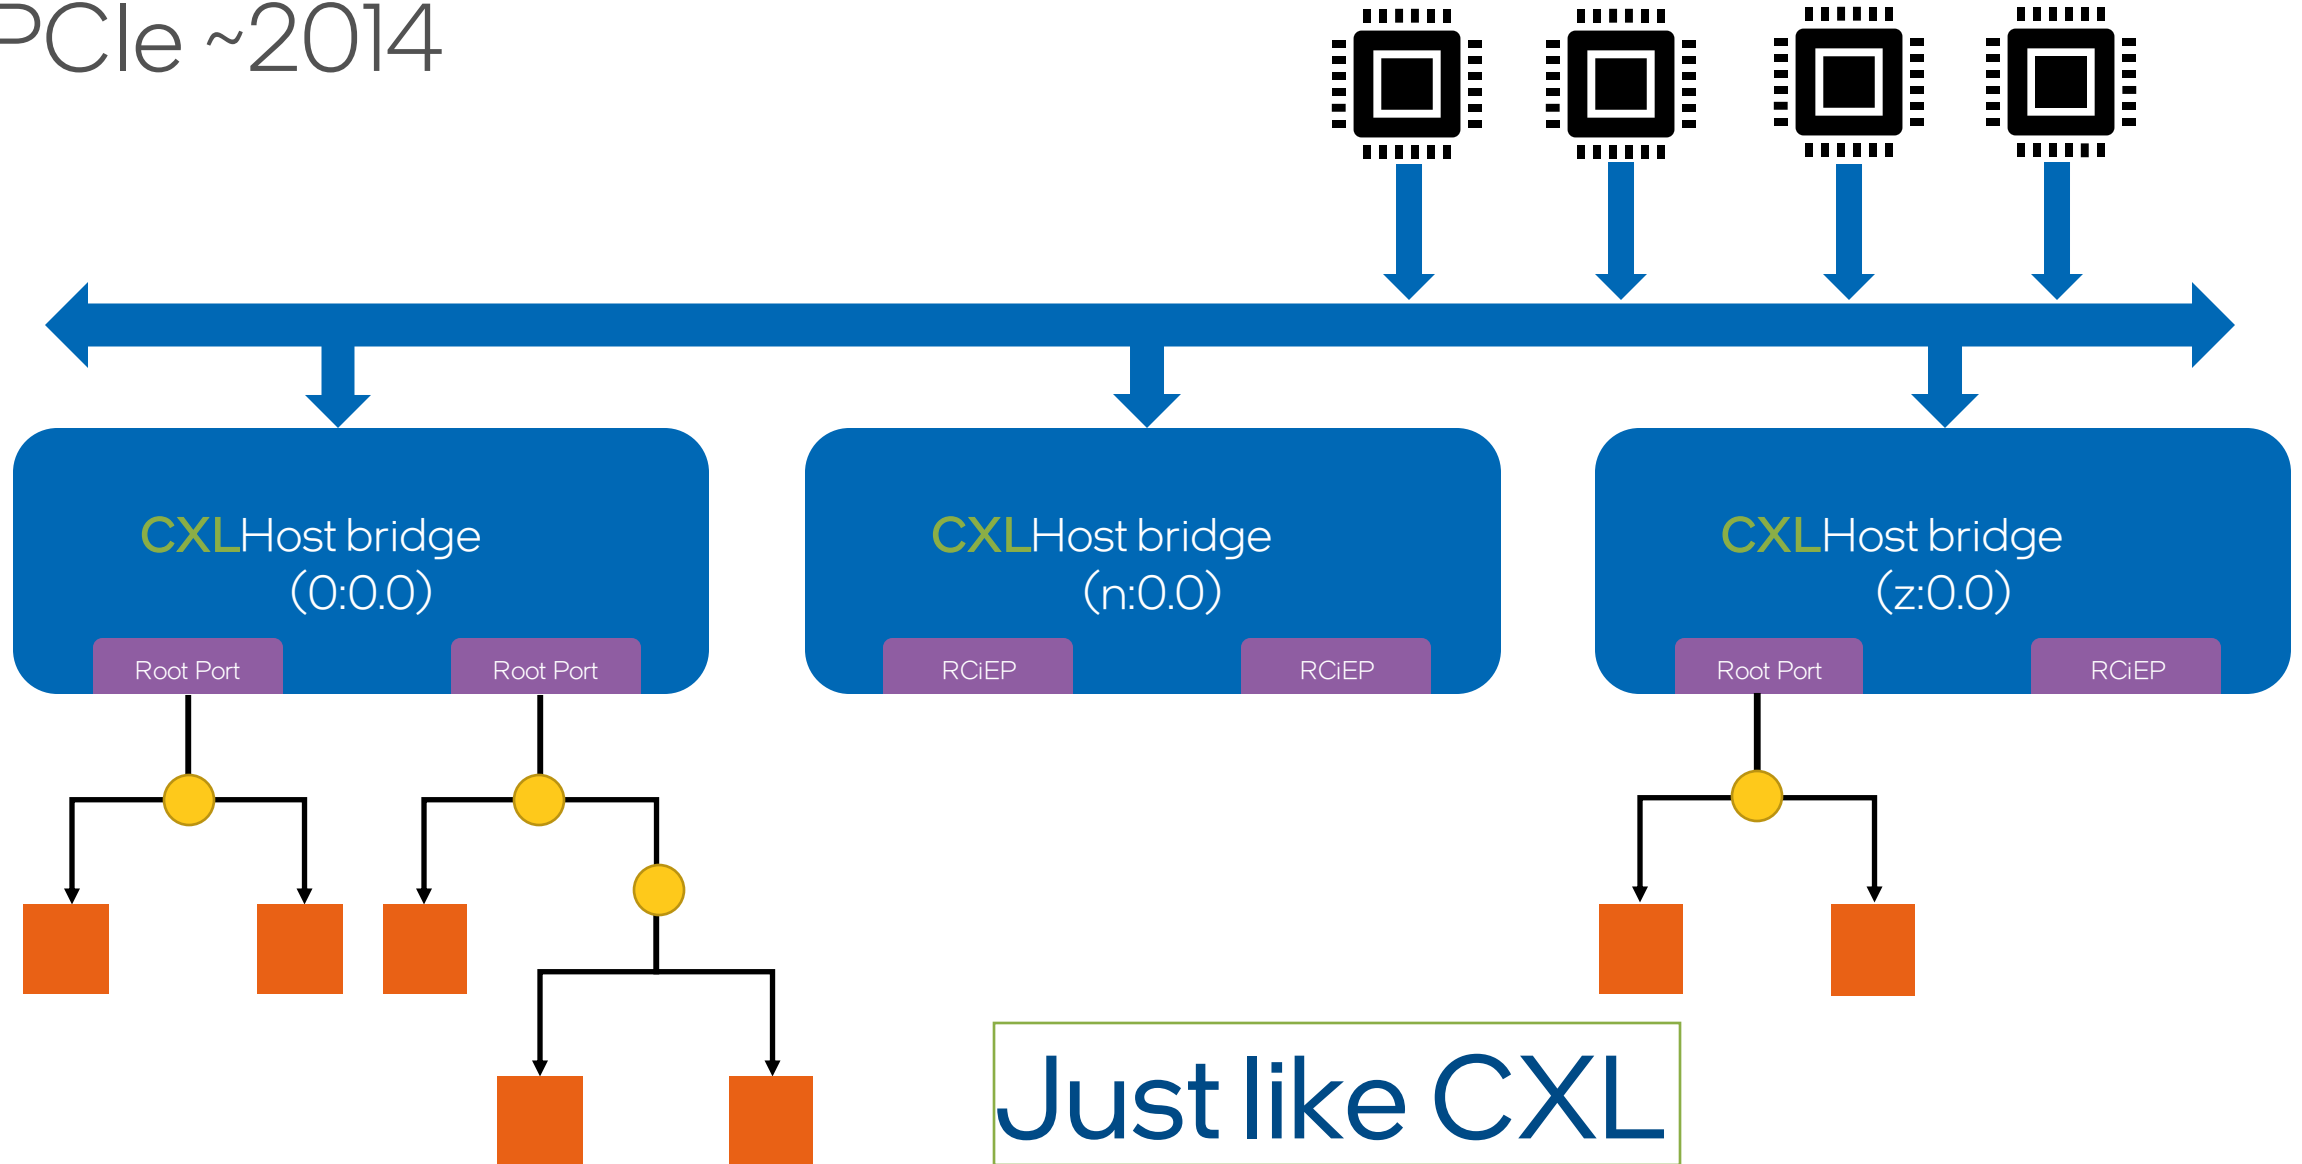 PCIe ~2014
CXLHost bridge
(0:0.0)
Root Port
Root Port
CXLHost bridge
(n:0.0)
RCiEP
RCiEP
CXLHost bridge
(z:0.0)
Root Port
RCiEP
Just like CXL